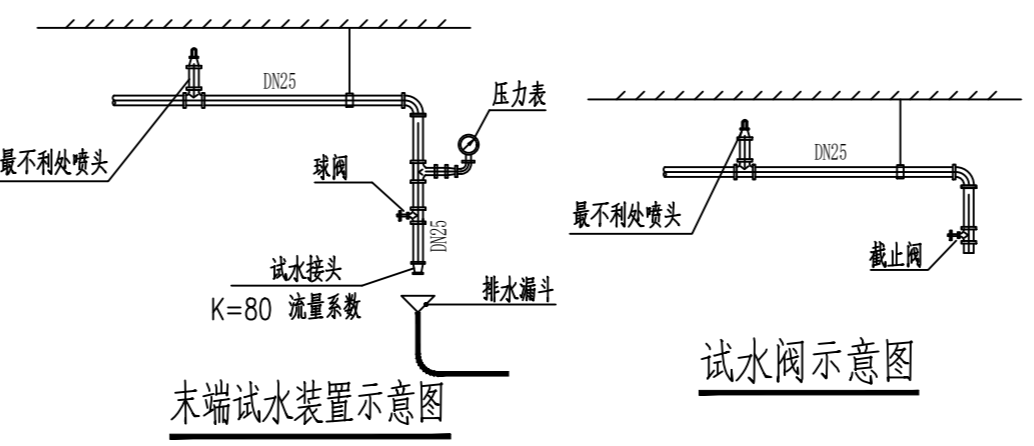 DN25
压力表
最不利处喷头
球阀
DN25
试水接头
K=80 流量系数
排水漏斗
末端试水装置示意图
DN25
最不利处喷头
截止阀
试水阀示意图